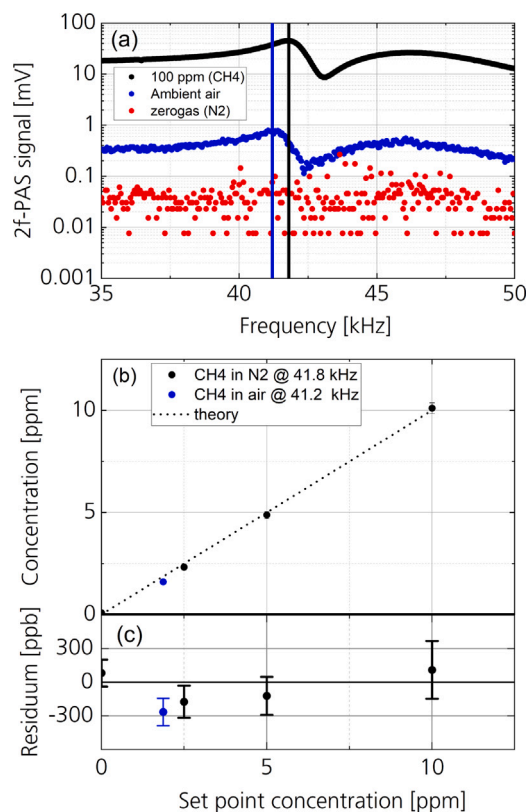 (a)
100
10
1
0.1
0.01
0.001
2f-PAS signal [mV]
100 ppm (CH4)
Ambient air
zerogas (N2)
35 40 45 50
Frequency [kHz]
(b)
CH4 in N2 @ 41.8 kHz
CH4 in air @ 41.2 kHz
theory
10
5
0
Concentration [ppm]
(c)
300
0
-300
Residuum [ppb]
0 5 10
Set point concentration [ppm]